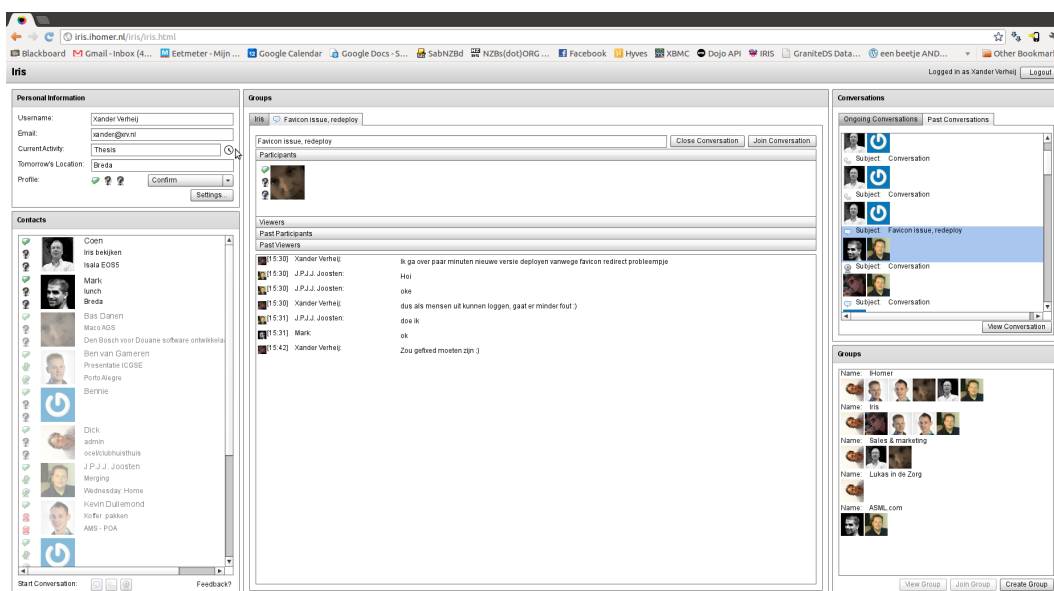 iris.ihomer.nl/iris/iris.html
Blackboard Gmail - Inbox (4... Eetmeter - Mijn ... Google Calendar Google Docs - S... SabNZBd NZBs(dot)ORG ... Facebook Hyves XBMC Dojo API IRIS GraniteDS Data... een beetje AND... Other Bookmar
Iris
Logged in as Xander Verheij Logout
Personal Information
Username: Xander Verheij
Email: xander@xv.nl
Current Activity: Thesis
Tomorrow's Location: Breda
Profile: Confirm
Settings...
Contacts
Coen
Iris bekijken
Isala EOS5
Mark
lunch
Breda
Bas Danen
Maco AGS
Den Bosch voor Douane software ontwikkela
Ben van Gameren
Presentatie ICGSE
Porto Alegre
Bennie
Dick
admin
ocel/clubhuisthuis
J.P.J.J. Joosten
Merging
Wednesday: Home
Kevin Dullemond
Koffer pakken
AMS - POA
Start Conversation: Feedback?
Groups
Iris Favicon issue, redeploy
Favicon issue, redeploy Close Conversation Join Conversation
Participants
Viewers
Past Participants
Past Viewers
[15:30] Xander Verheij: Ik ga over paar minuten nieuwe versie deployen vanwege favicon redirect probleempje
[15:30] J.P.J.J. Joosten: Hoi
[15:30] J.P.J.J. Joosten: oke
[15:30] Xander Verheij: dus als mensen uit kunnen loggen, gaat er minder fout :)
[15:31] J.P.J.J. Joosten: doe ik
[15:31] Mark: ok
[15:42] Xander Verheij: Zou gefixed moeten zijn :)
Conversations
Ongoing Conversations Past Conversations
Subject: Conversation
Subject: Conversation
Subject: Favicon issue, redeploy
Subject: Conversation
Subject: Conversation
View Conversation
Groups
Name: IHomer
Name: Iris
Name: Sales & marketing
Name: Lukas in de Zorg
Name: ASML.com
View Group Join Group Create Group